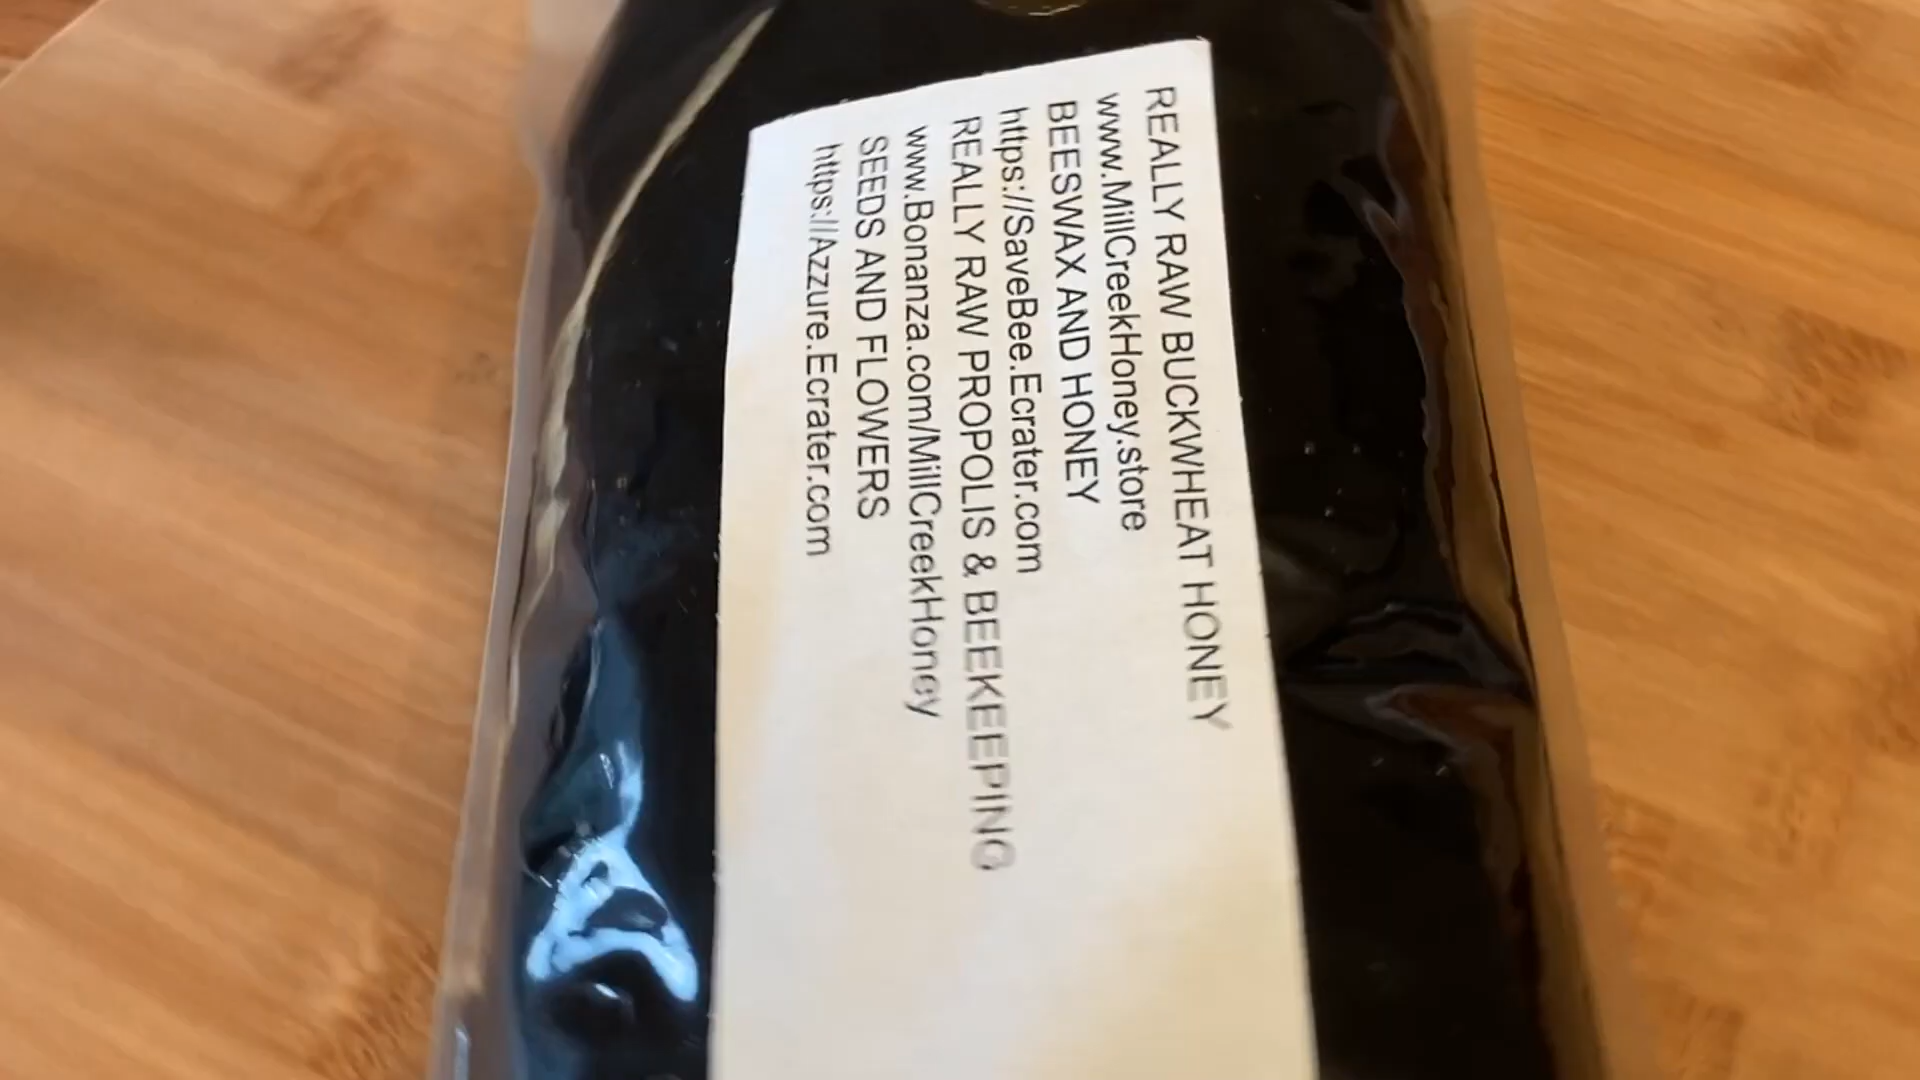 REALLY RAW BUCKWHEAT HONEY
www.MillCreekHoney.store
BEESWAX AND HONEY
https://SaveBee.Ecrater.com
REALLY RAW PROPOLIS & BEEKEEPING
www.Bonanza.com/MillCreekHoney
SEEDS AND FLOWERS
https://Azzure.Ecrater.com